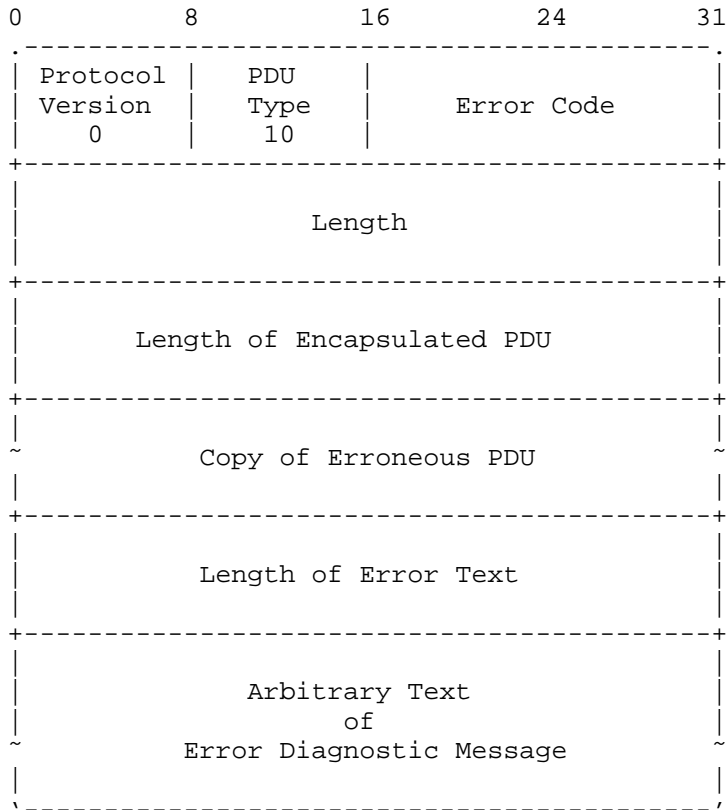 0 8 16 24 31
Protocol PDU
Version Type Error Code
0 10
Length
Length of Encapsulated PDU
Copy of Erroneous PDU
Length of Error Text
Arbitrary Text
of
Error Diagnostic Message